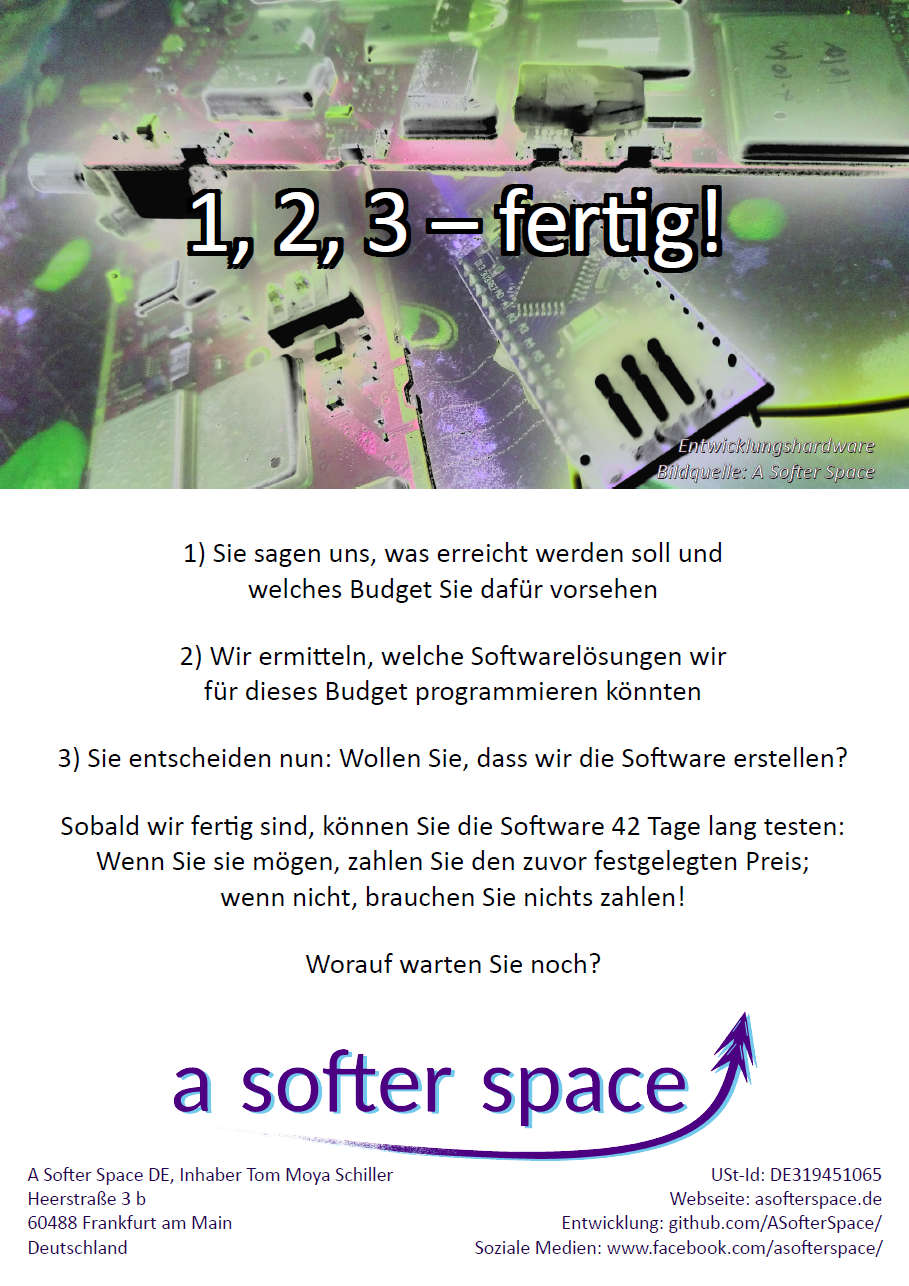 1, 2, 3 – fertig!
Entwicklungshardware
Bildquelle: A Softer Space
1) Sie sagen uns, was erreicht werden soll und
welches Budget Sie dafür vorsehen
2) Wir ermitteln, welche Softwarelösungen wir
für dieses Budget programmieren könnten
3) Sie entscheiden nun: Wollen Sie, dass wir die Software erstellen?
Sobald wir fertig sind, können Sie die Software 42 Tage lang testen:
Wenn Sie sie mögen, zahlen Sie den zuvor festgelegten Preis;
wenn nicht, brauchen Sie nichts zahlen!
Worauf warten Sie noch?
a softer space
A Softer Space DE, Inhaber Tom Moya Schiller
Heerstraße 3 b
60488 Frankfurt am Main
Deutschland
USt-Id: DE319451065
Webseite: asofterspace.de
Entwicklung: github.com/ASofterSpace/
Soziale Medien: www.facebook.com/asofterspace/